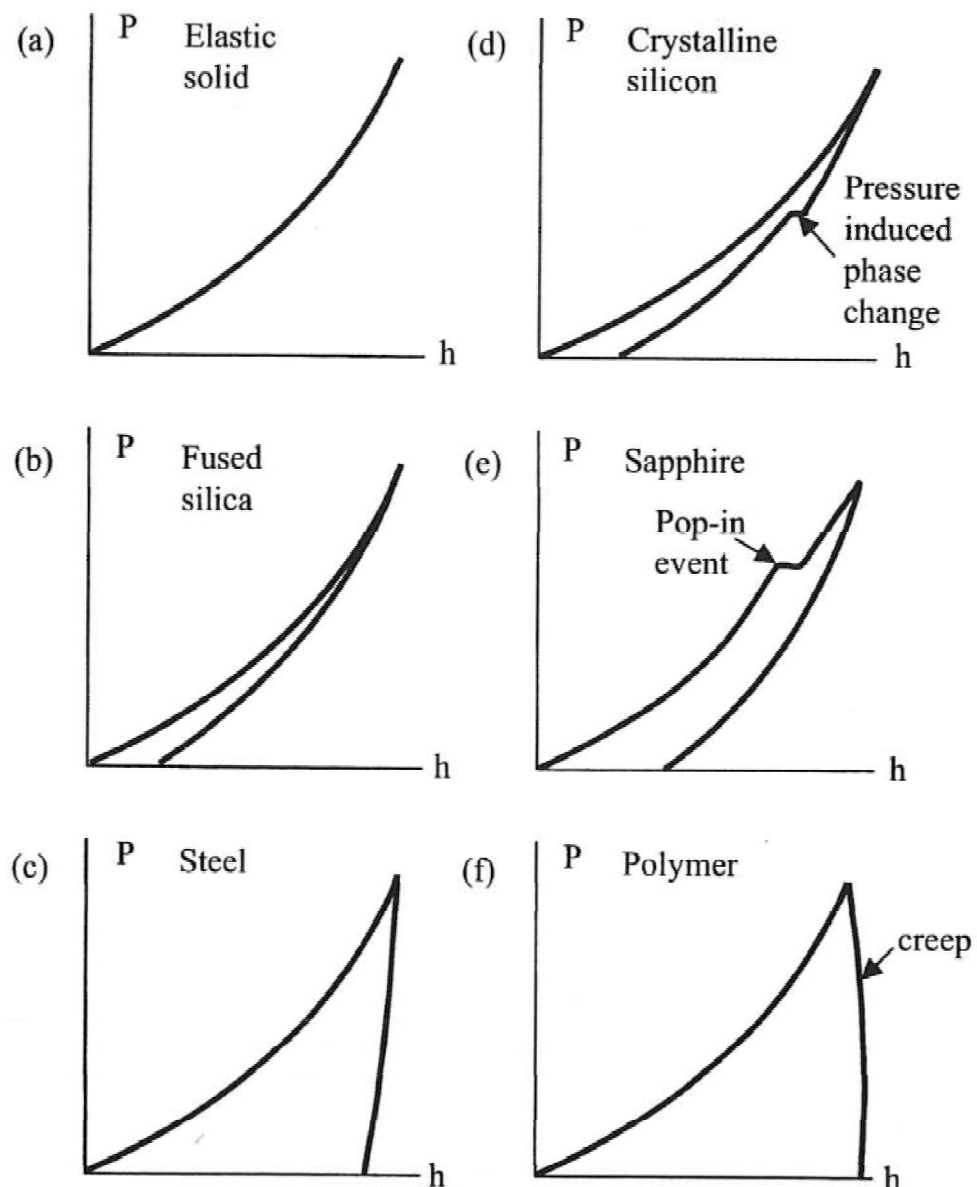 (a)
P
Elastic
solid
h
(d)
P
Crystalline
silicon
Pressure
induced
phase
change
h
(b)
P
Fused
silica
h
(e)
P
Sapphire
Pop-in
event
h
(c)
P
Steel
h
(f)
P
Polymer
creep
h